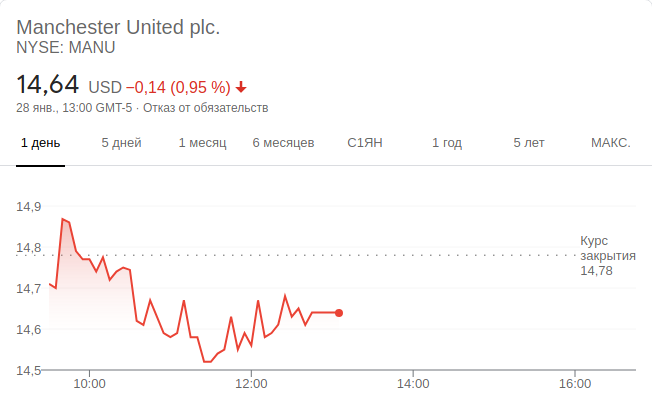 Manchester United plc.
NYSE: MANU
14,64 USD −0,14 (0,95 %)
28 янв., 13:00 GMT-5 · Отказ от обязательств
1 день 5 дней 1 месяц 6 месяцев С1ЯН 1 год 5 лет МАКС.
14,9
14,8
14,7
14,6
14,5
Курс
закрытия
14,78
10:00 12:00 14:00 16:00